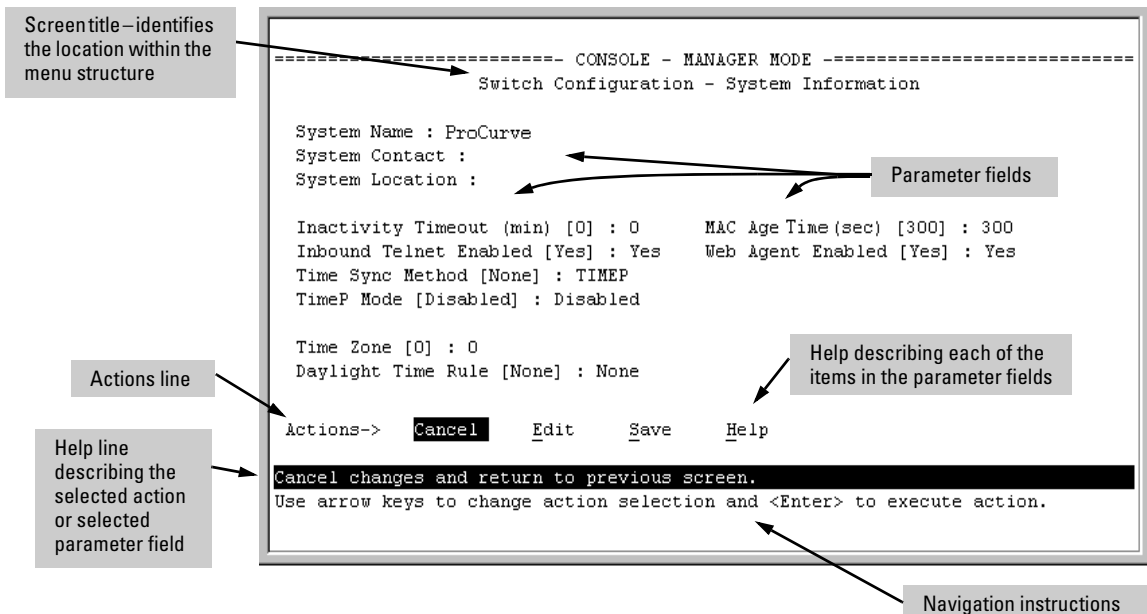 Screen title – identifies
the location within the
menu structure
==========================- CONSOLE - MANAGER MODE -============================
Switch Configuration - System Information
System Name : ProCurve
System Contact :
System Location :
Parameter fields
Inactivity Timeout (min) [0] : 0 MAC Age Time (sec) [300] : 300
Inbound Telnet Enabled [Yes] : Yes Web Agent Enabled [Yes] : Yes
Time Sync Method [None] : TIMEP
TimeP Mode [Disabled] : Disabled
Time Zone [0] : 0
Daylight Time Rule [None] : None
Help describing each of the
items in the parameter fields
Actions line
Actions-> Cancel Edit Save Help
Help line
describing the
selected action
or selected
parameter field
Cancel changes and return to previous screen.
Use arrow keys to change action selection and <Enter> to execute action.
Navigation instructions